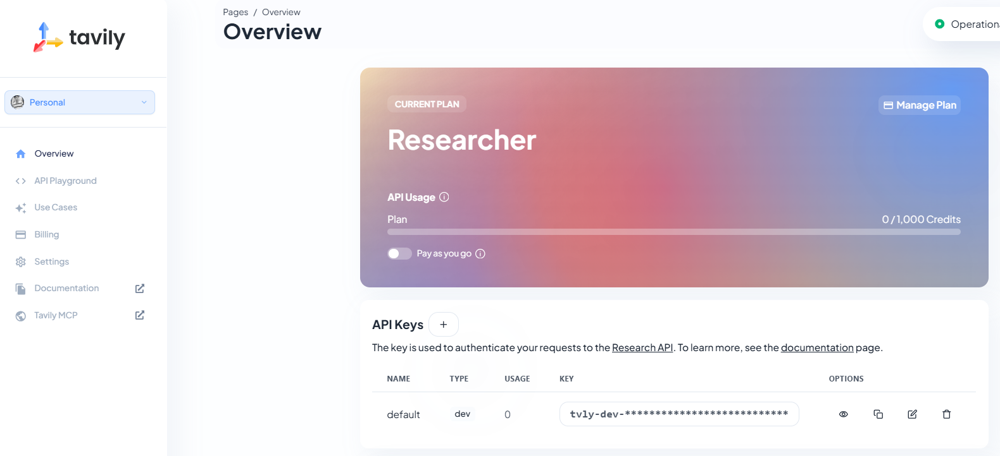 tavily
Personal
Overview
API Playground
Use Cases
Billing
Settings
Documentation
Tavily MCP
Pages / Overview
Overview
CURRENT PLAN
Manage Plan
Researcher
API Usage
Plan
0 / 1,000 Credits
Pay as you go
API Keys +
The key is used to authenticate your requests to the Research API. To learn more, see the documentation page.
NAME TYPE USAGE KEY OPTIONS
default dev 0 tvly-dev-***************************